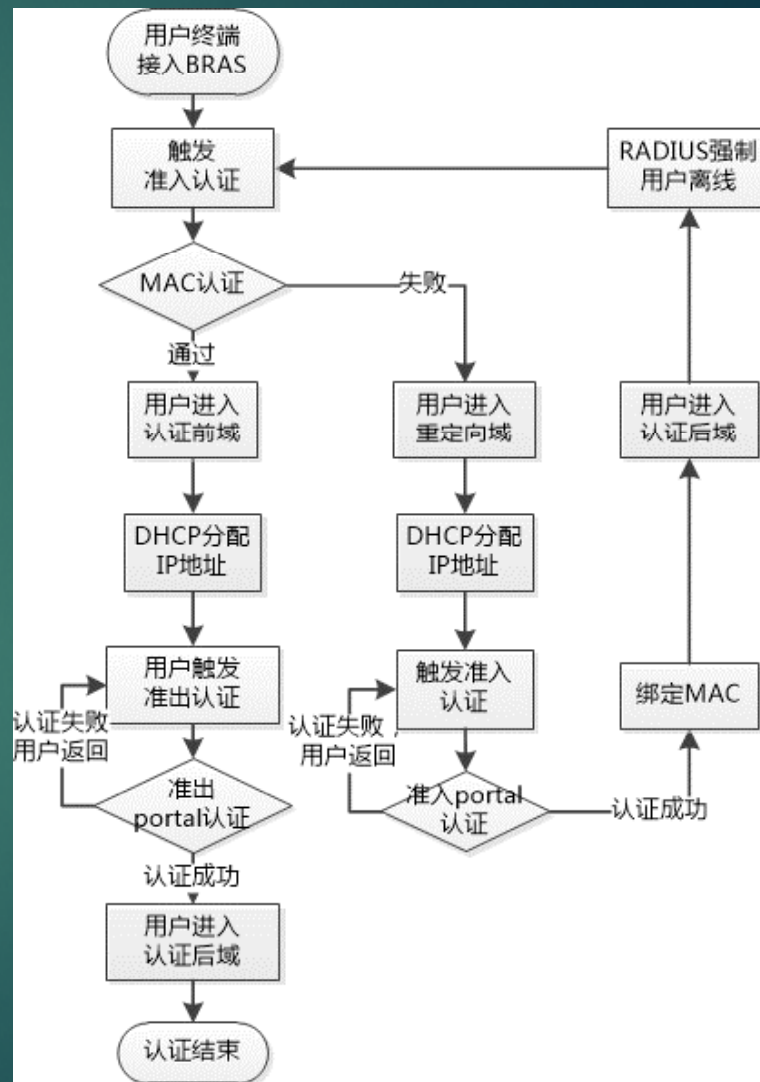 用户终端
接入BRAS
触发
准入认证
RADIUS强制
用户离线
MAC认证
失败
通过
用户进入
认证前域
用户进入
重定向域
用户进入
认证后域
DHCP分配
IP地址
DHCP分配
IP地址
用户触发
准出认证
触发准入
认证
绑定MAC
认证失败
用户返回
认证失败
用户返回
准出
portal认证
准入portal
认证
认证成功
认证成功
用户进入
认证后域
认证结束